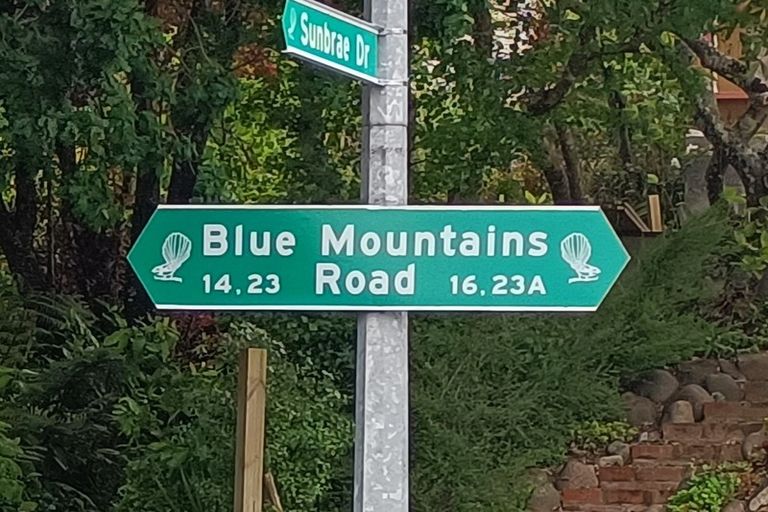 Sunbrae Dr
Blue Mountains
14, 23 Road 16, 23A